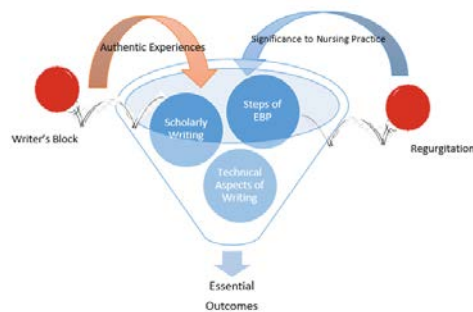 Authentic Experiences
Significance to Nursing Practice
Scholarly
Writing
Steps of
EBP
Writer's Block
Regurgitation
Technical
Aspects of
Writing
Essential
Outcomes